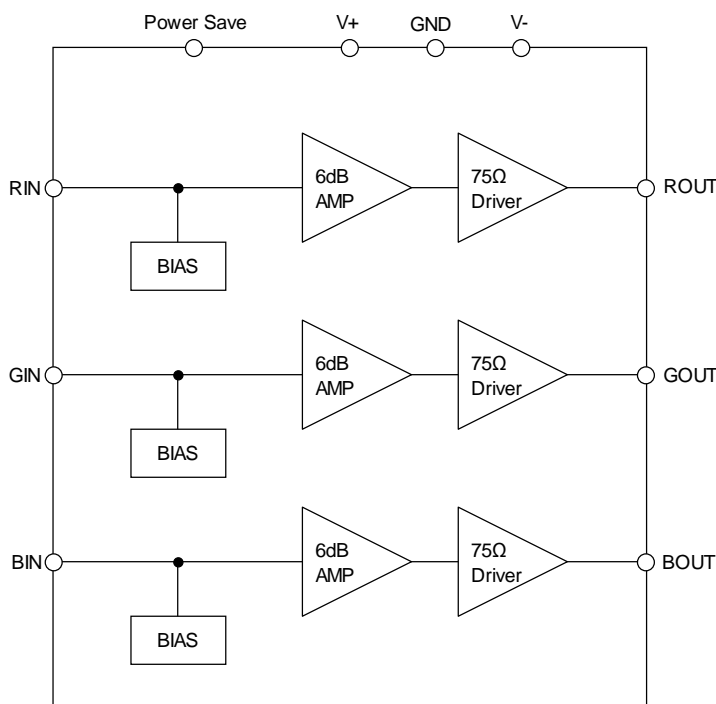 Power Save V+ GND V-
RIN
6dB
AMP
75Ω
Driver
ROUT
BIAS
GIN
6dB
AMP
75Ω
Driver
GOUT
BIAS
BIN
6dB
AMP
75Ω
Driver
BOUT
BIAS